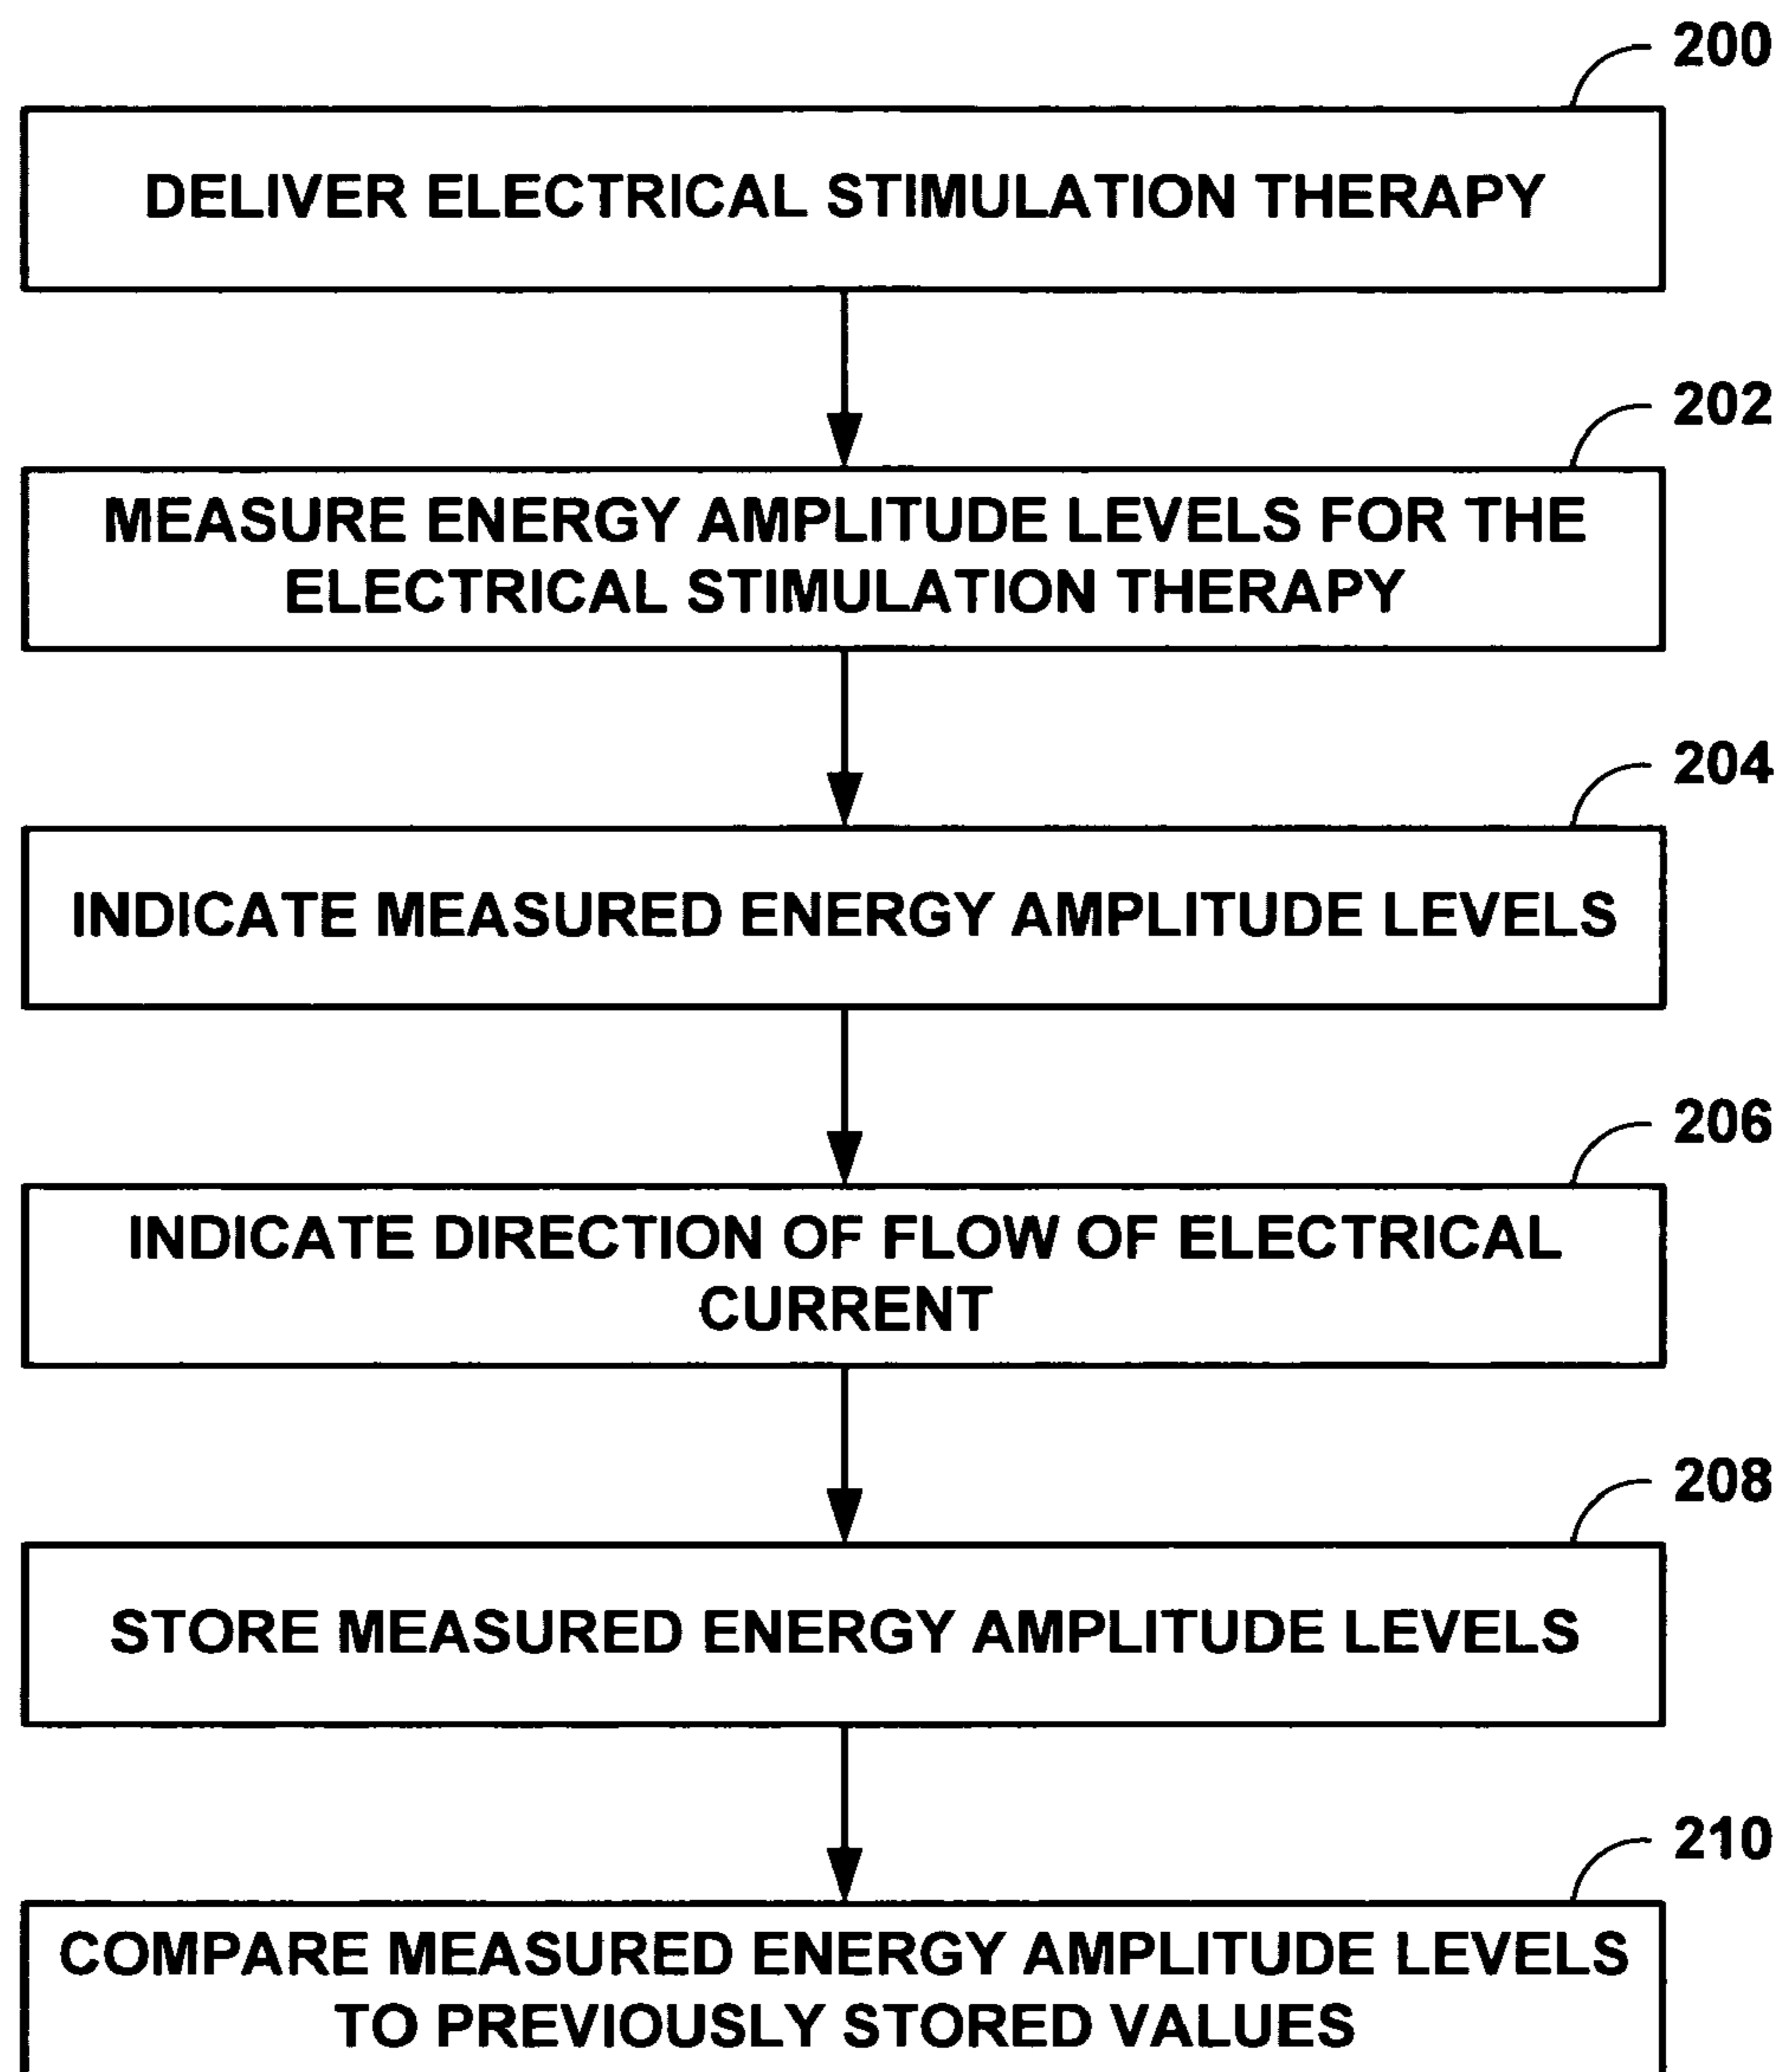 200
DELIVER ELECTRICAL STIMULATION THERAPY
202
MEASURE ENERGY AMPLITUDE LEVELS FOR THE
ELECTRICAL STIMULATION THERAPY
204
INDICATE MEASURED ENERGY AMPLITUDE LEVELS
206
INDICATE DIRECTION OF FLOW OF ELECTRICAL
CURRENT
208
STORE MEASURED ENERGY AMPLITUDE LEVELS
210
COMPARE MEASURED ENERGY AMPLITUDE LEVELS
TO PREVIOUSLY STORED VALUES